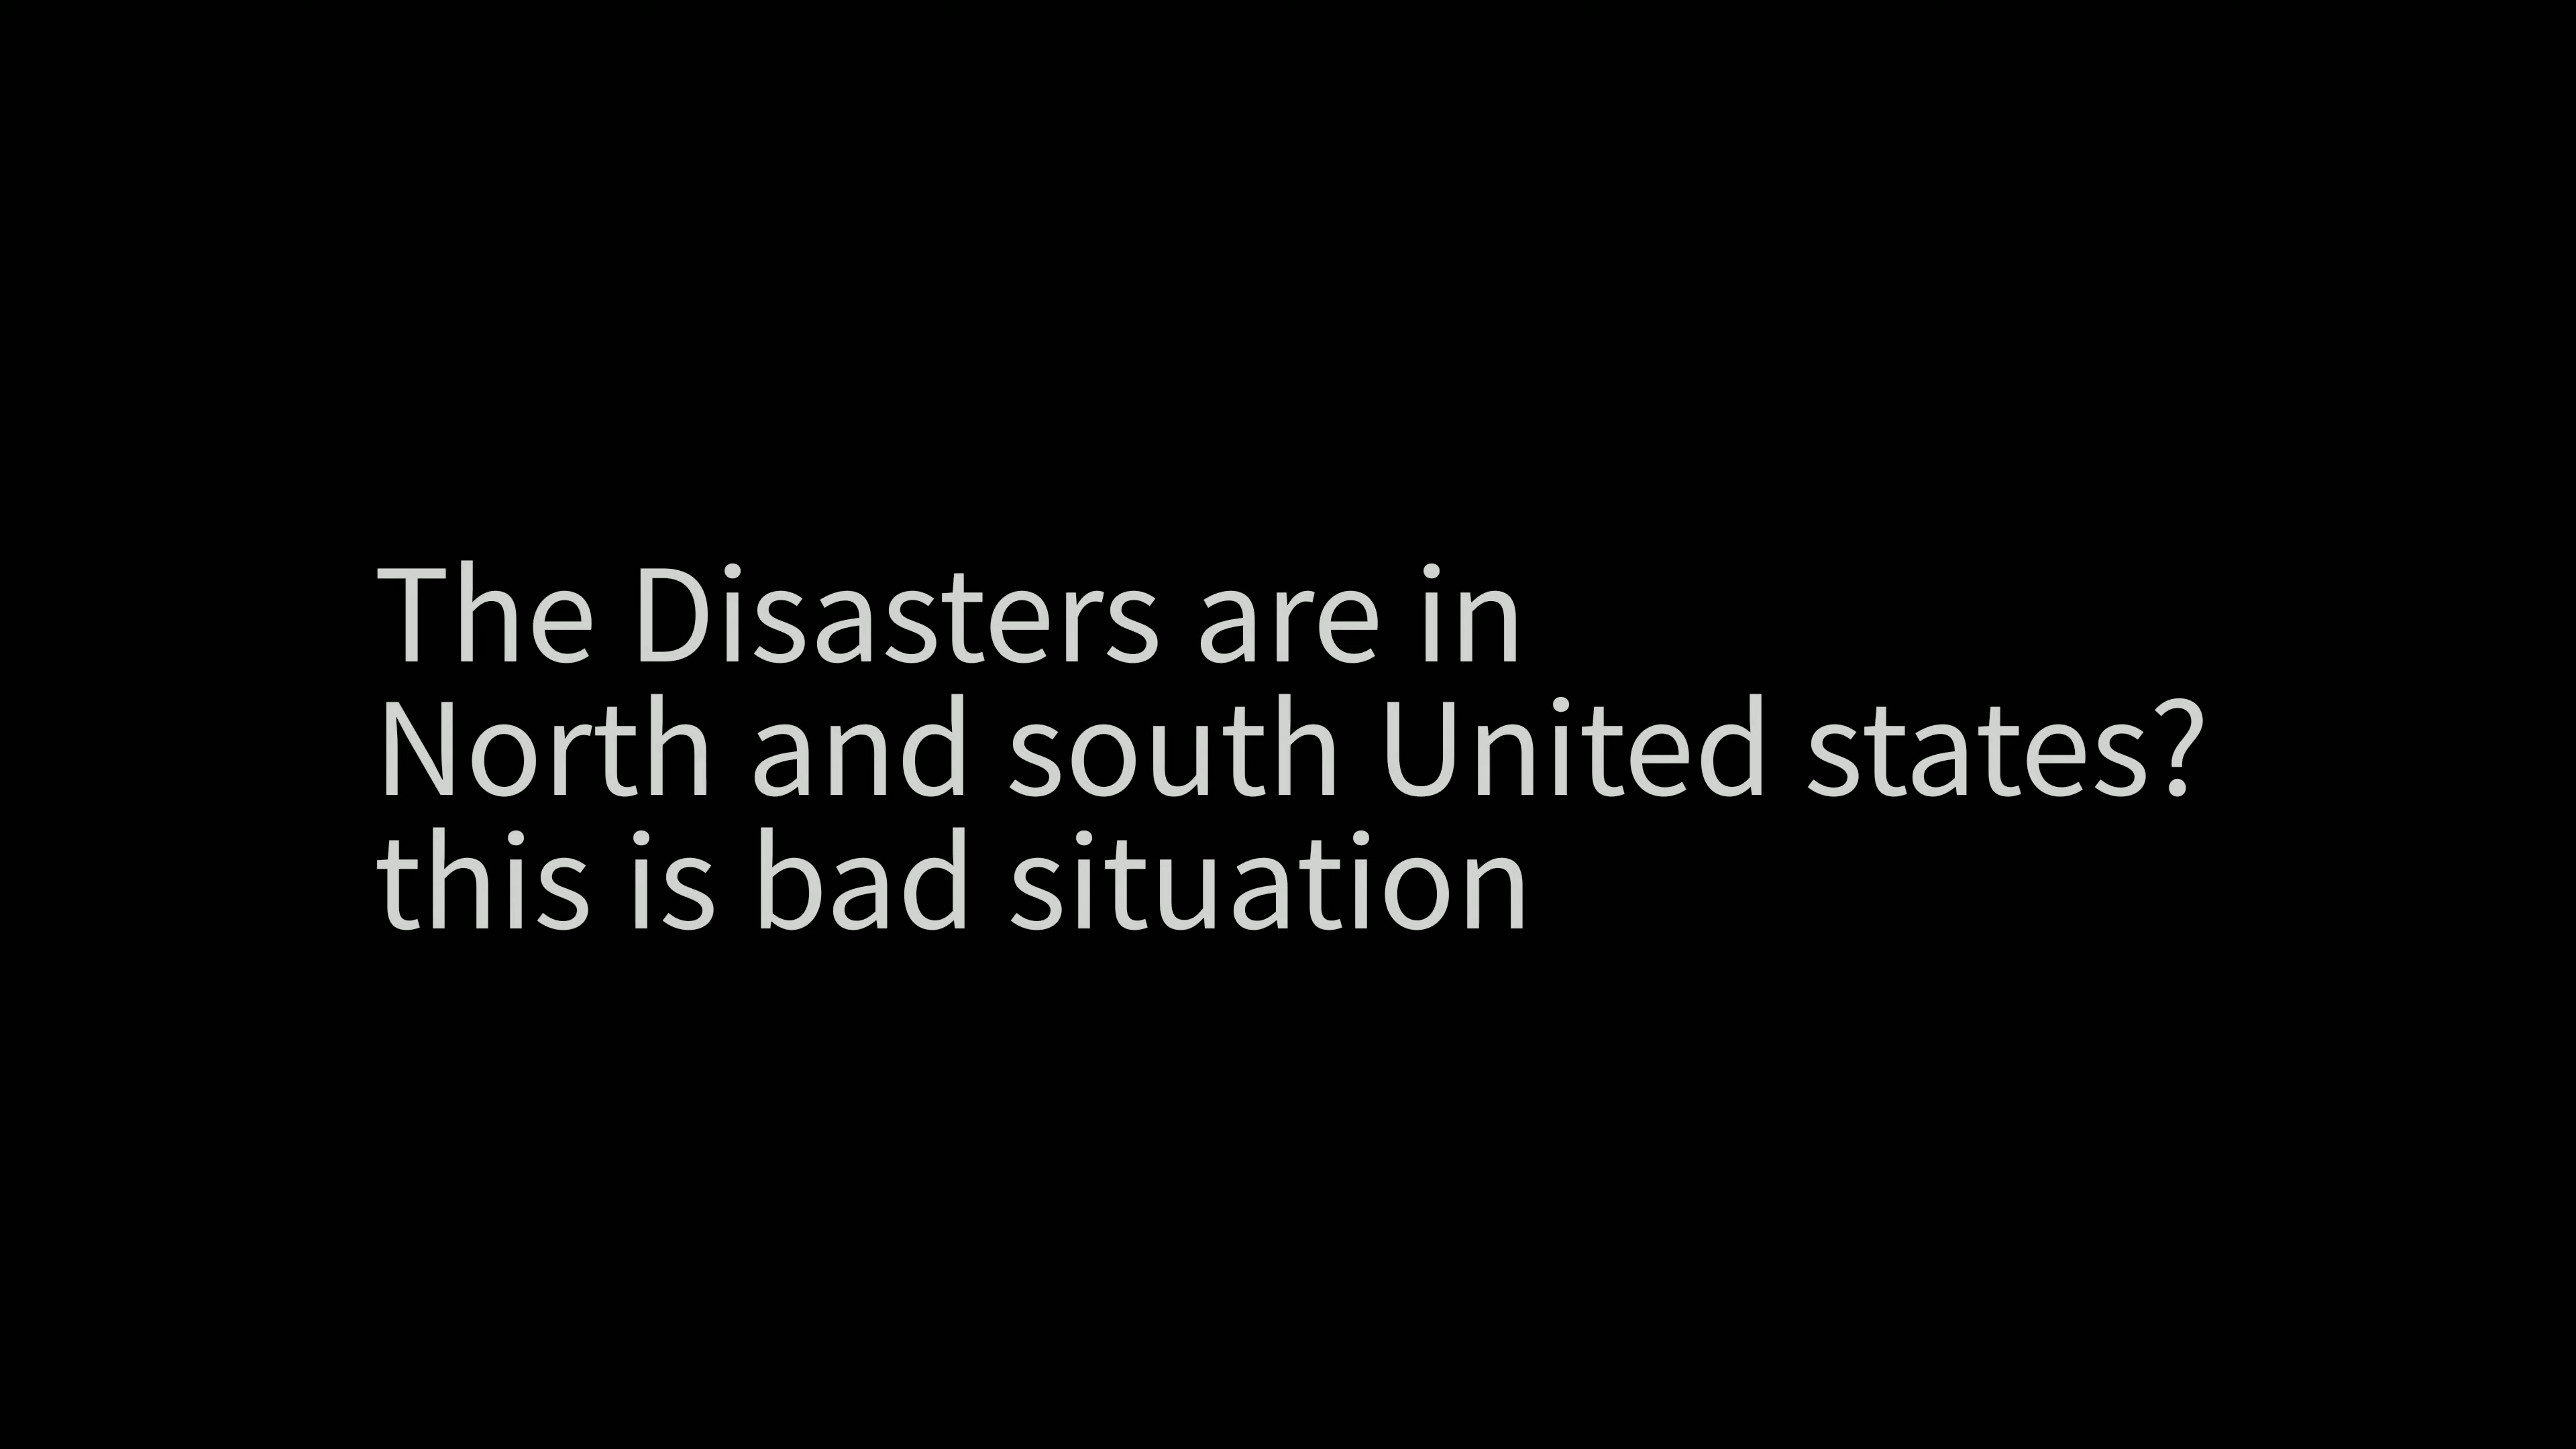 The Disasters are in
North and south United states?
this is bad situation